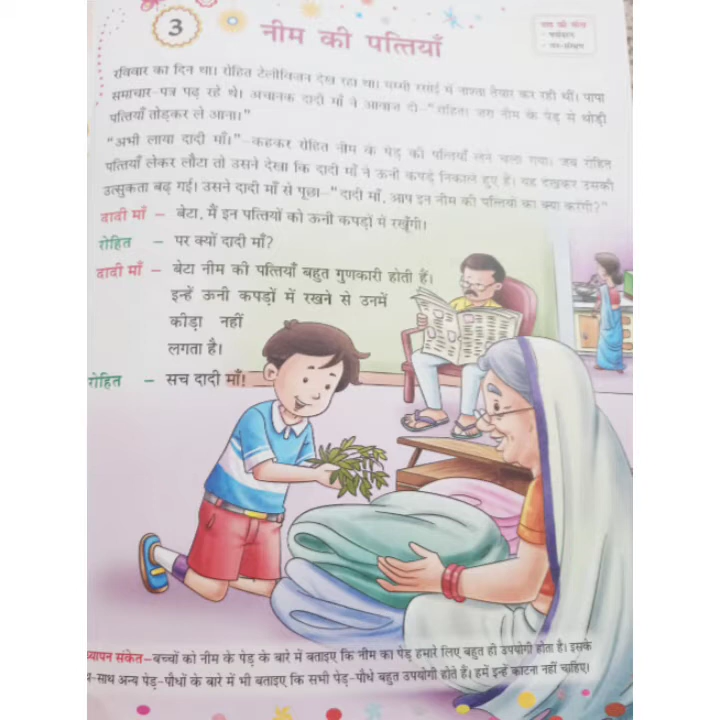 3
नीम की पत्तियाँ
पाठ की सीख
- पर्यावरण
रविवार का दिन था। रोहित टेलीविजन देख रहा था। मम्मी रसोई में नाश्ता तैयार कर रही थीं। पापा
समाचार-पत्र पढ़ रहे थे। अचानक दादी माँ ने आवाज दी–"रोहित! जरा नीम के पेड़ से थोड़ी
पत्तियाँ तोड़कर ले आना।"
"अभी लाया दादी माँ।"–कहकर रोहित नीम के पेड़ की पत्तियाँ लेने चला गया। जब रोहित
पत्तियाँ लेकर लौटा तो उसने देखा कि दादी माँ ने ऊनी कपड़े निकाले हुए हैं। यह देखकर उसकी
उत्सुकता बढ़ गई। उसने दादी माँ से पूछा–"दादी माँ, आप इन नीम की पत्तियों का क्या करेंगी?"
दादी माँ – बेटा, मैं इन पत्तियों को ऊनी कपड़ों में रखूँगी।
रोहित – पर क्यों दादी माँ?
दादी माँ – बेटा नीम की पत्तियाँ बहुत गुणकारी होती हैं।
इन्हें ऊनी कपड़ों में रखने से उनमें
कीड़ा नहीं
लगता है।
रोहित – सच दादी माँ!
ध्यापन संकेत–बच्चों को नीम के पेड़ के बारे में बताइए कि नीम का पेड़ हमारे लिए बहुत ही उपयोगी होता है। इसके
-साथ अन्य पेड़-पौधों के बारे में भी बताइए कि सभी पेड़-पौधे बहुत उपयोगी होते हैं। हमें इन्हें काटना नहीं चाहिए।